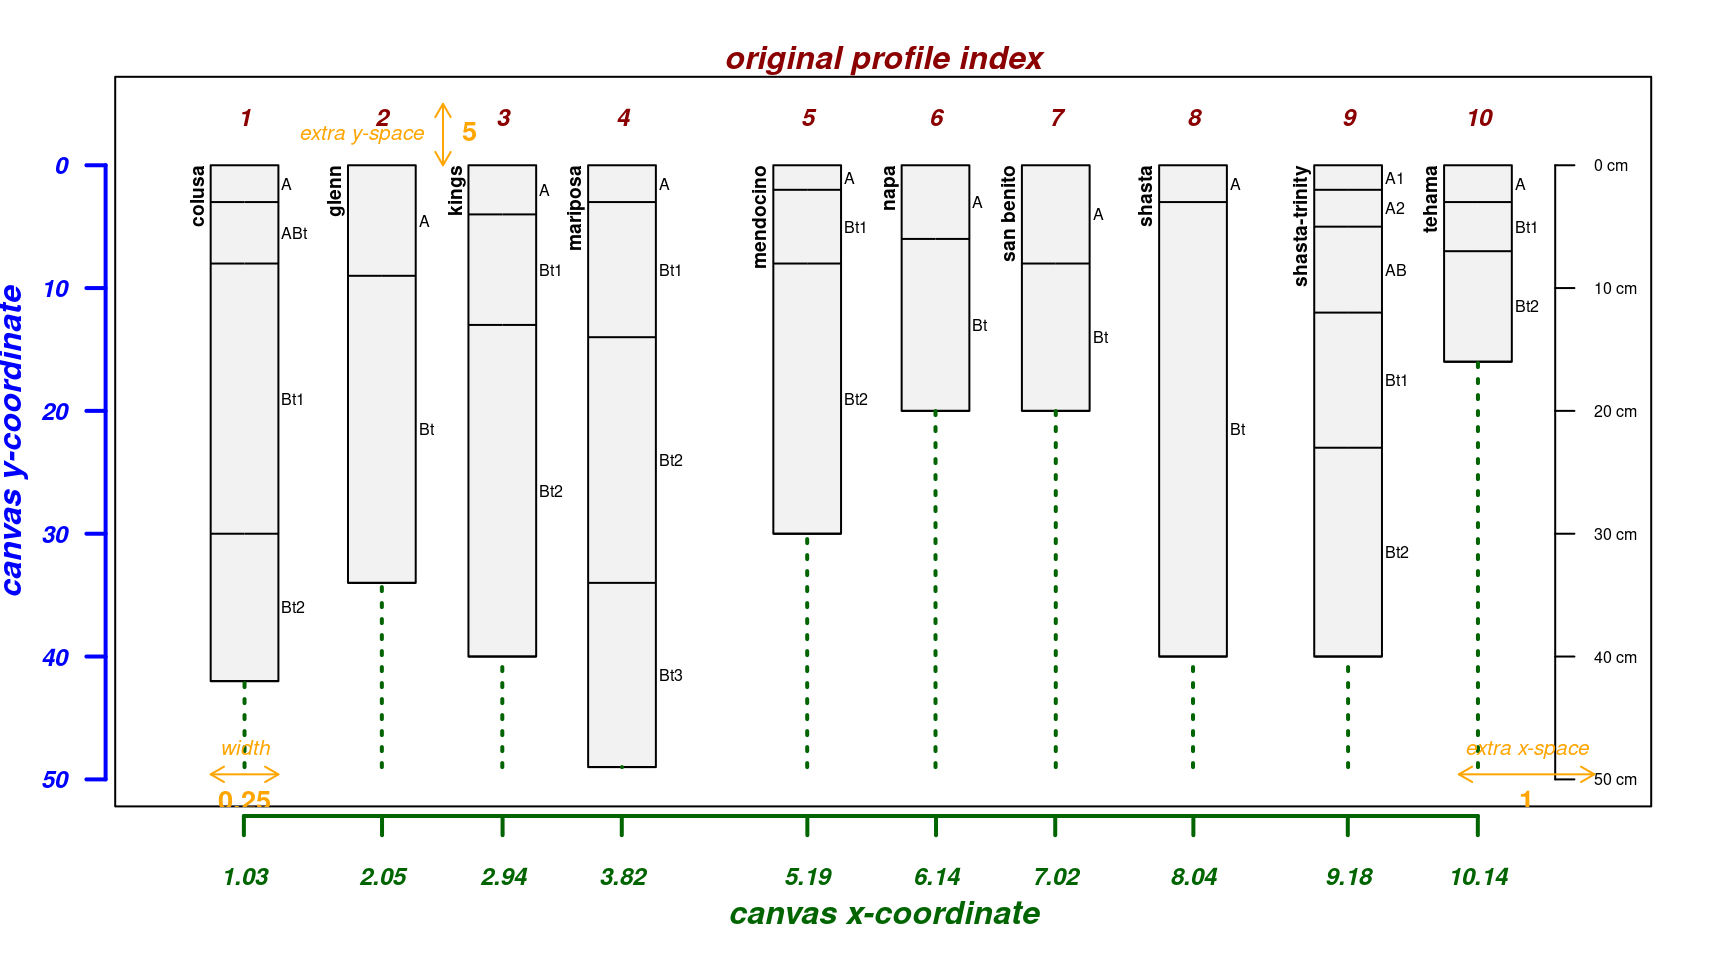 original profile index
1 2 3 4 5 6 7 8 9 10
extra y-space 5
canvas y-coordinate
0
10
20
30
40
50
colusa
A
ABt
Bt1
Bt2
glenn
A
Bt
kings
A
Bt1
Bt2
mariposa
A
Bt1
Bt2
Bt3
mendocino
A
Bt1
Bt2
napa
A
Bt
san benito
A
Bt
shasta
A
Bt
shasta-trinity
A1
A2
AB
Bt1
Bt2
tehama
A
Bt1
Bt2
0 cm
10 cm
20 cm
30 cm
40 cm
50 cm
width
0.25
extra x-space
1
1.03 2.05 2.94 3.82 5.19 6.14 7.02 8.04 9.18 10.14
canvas x-coordinate